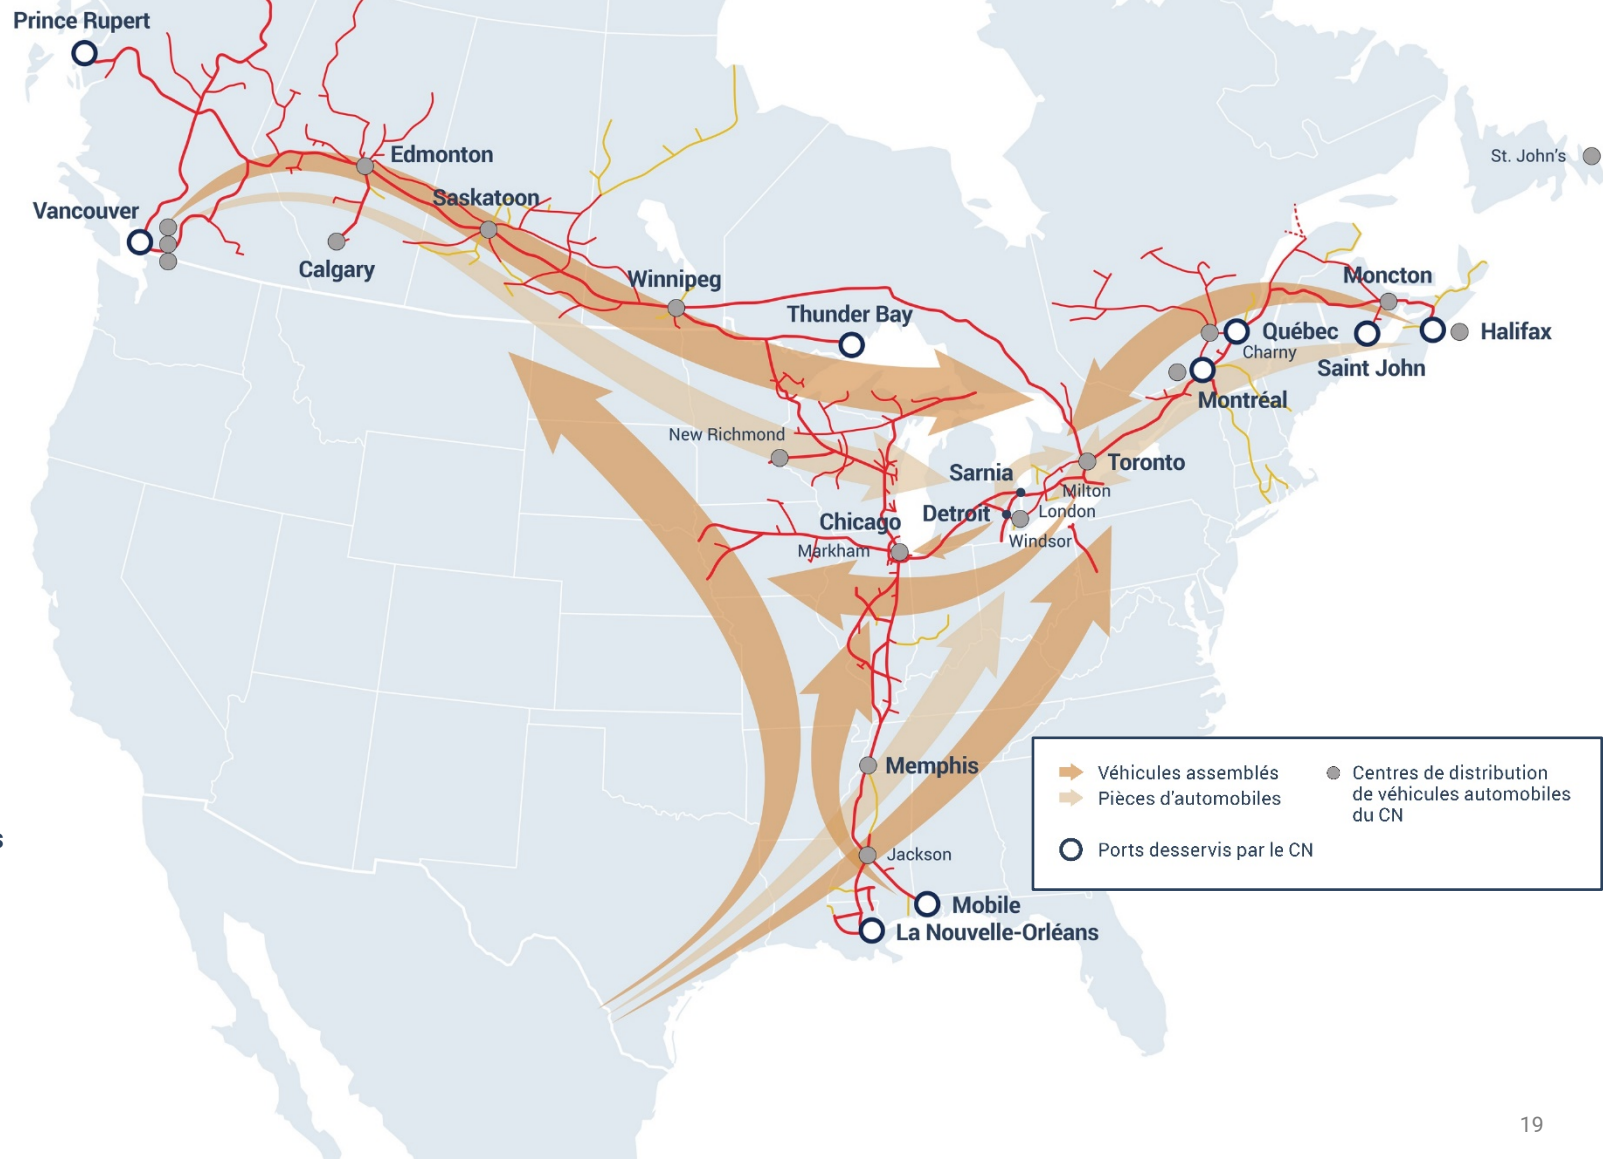 Prince Rupert
Edmonton
St. John's
Saskatoon
Vancouver
Calgary
Winnipeg
Moncton
Thunder Bay
Québec
Halifax
Charny
Saint John
Montréal
New Richmond
Toronto
Sarnia
Milton
Detroit
London
Chicago
Windsor
Markham
Memphis
Véhicules assemblés
Pièces d'automobiles
Ports desservis par le CN
Centres de distribution
de véhicules automobiles
du CN
s
Jackson
Mobile
La Nouvelle-Orléans
19